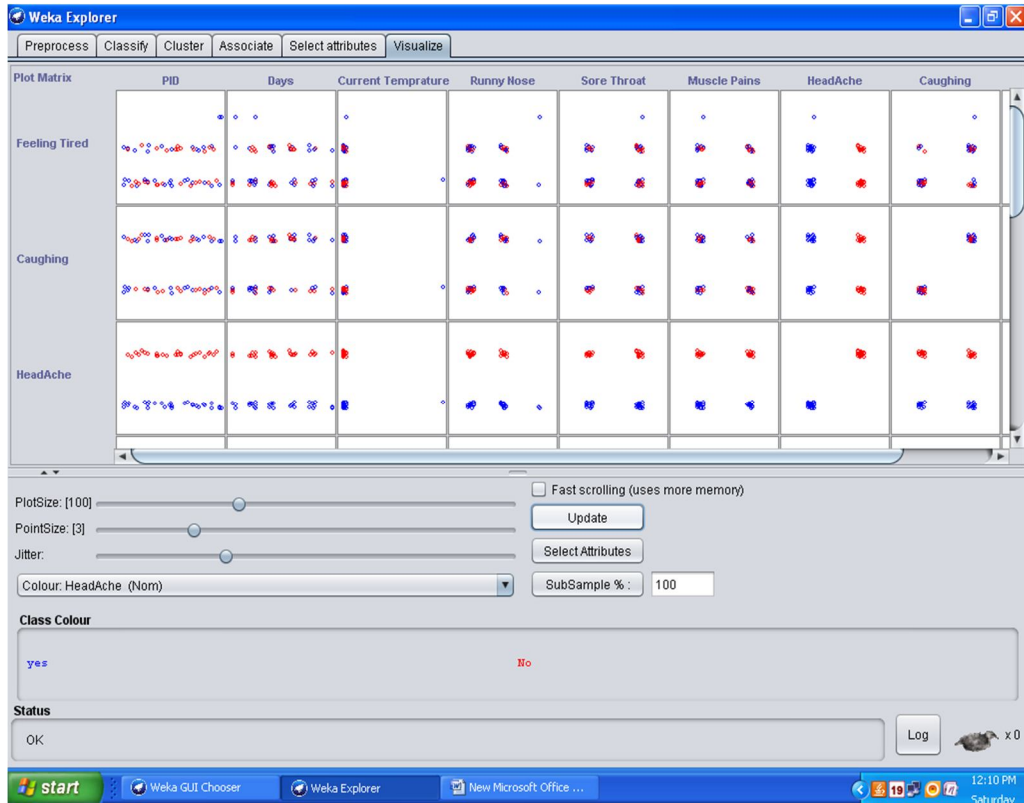 Weka Explorer
Preprocess Classify Cluster Associate Select attributes Visualize
Plot Matrix PID Days Current Temprature Runny Nose Sore Throat Muscle Pains HeadAche Caughing
Feeling Tired
Caughing
HeadAche
PlotSize: [100]
PointSize: [3]
Jitter:
Fast scrolling (uses more memory)
Update
Select Attributes
Colour: HeadAche (Nom)
SubSample % : 100
Class Colour
yes No
Status
OK
Log x 0
start Weka GUI Chooser Weka Explorer New Microsoft Office ... 19 12:10 PM
Saturday